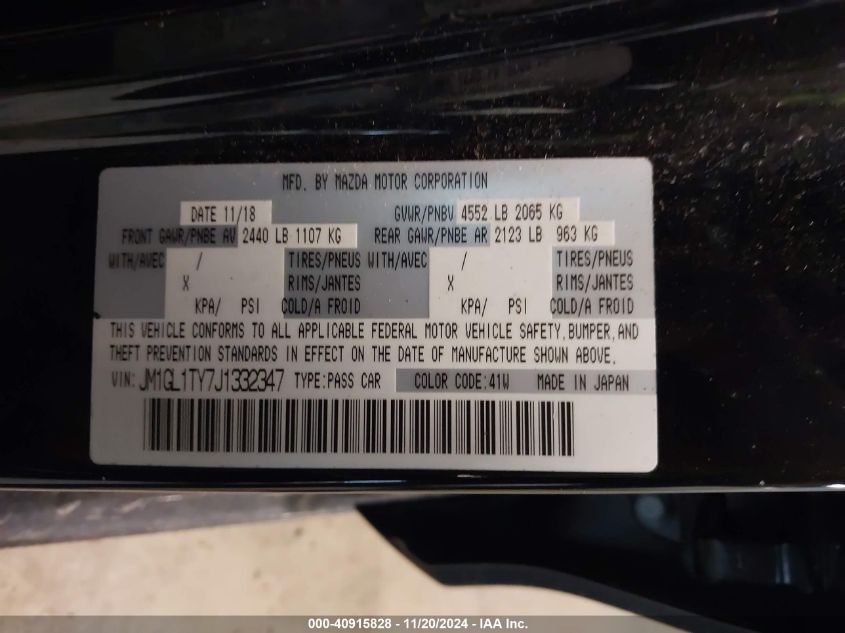 MFD. BY MAZDA MOTOR CORPORATION
DATE 11/18 GVWR/PNBV 4552 LB 2065 KG
FRONT GAWR/PNBE AV 2440 LB 1107 KG REAR GAWR/PNBE AR 2123 LB 963 KG
WITH/AVEC / TIRES/PNEUS WITH/AVEC / TIRES/PNEUS
X RIMS/JANTES X RIMS/JANTES
KPA/ PSI COLD/A FROID KPA/ PSI COLD/A FROID
THIS VEHICLE CONFORMS TO ALL APPLICABLE FEDERAL MOTOR VEHICLE SAFETY, BUMPER, AND
THEFT PREVENTION STANDARDS IN EFFECT ON THE DATE OF MANUFACTURE SHOWN ABOVE.
VIN: JM1GL1TY7J1332347 TYPE:PASS CAR COLOR CODE:41W MADE IN JAPAN
000-40915828 - 11/20/2024 - IAA Inc.